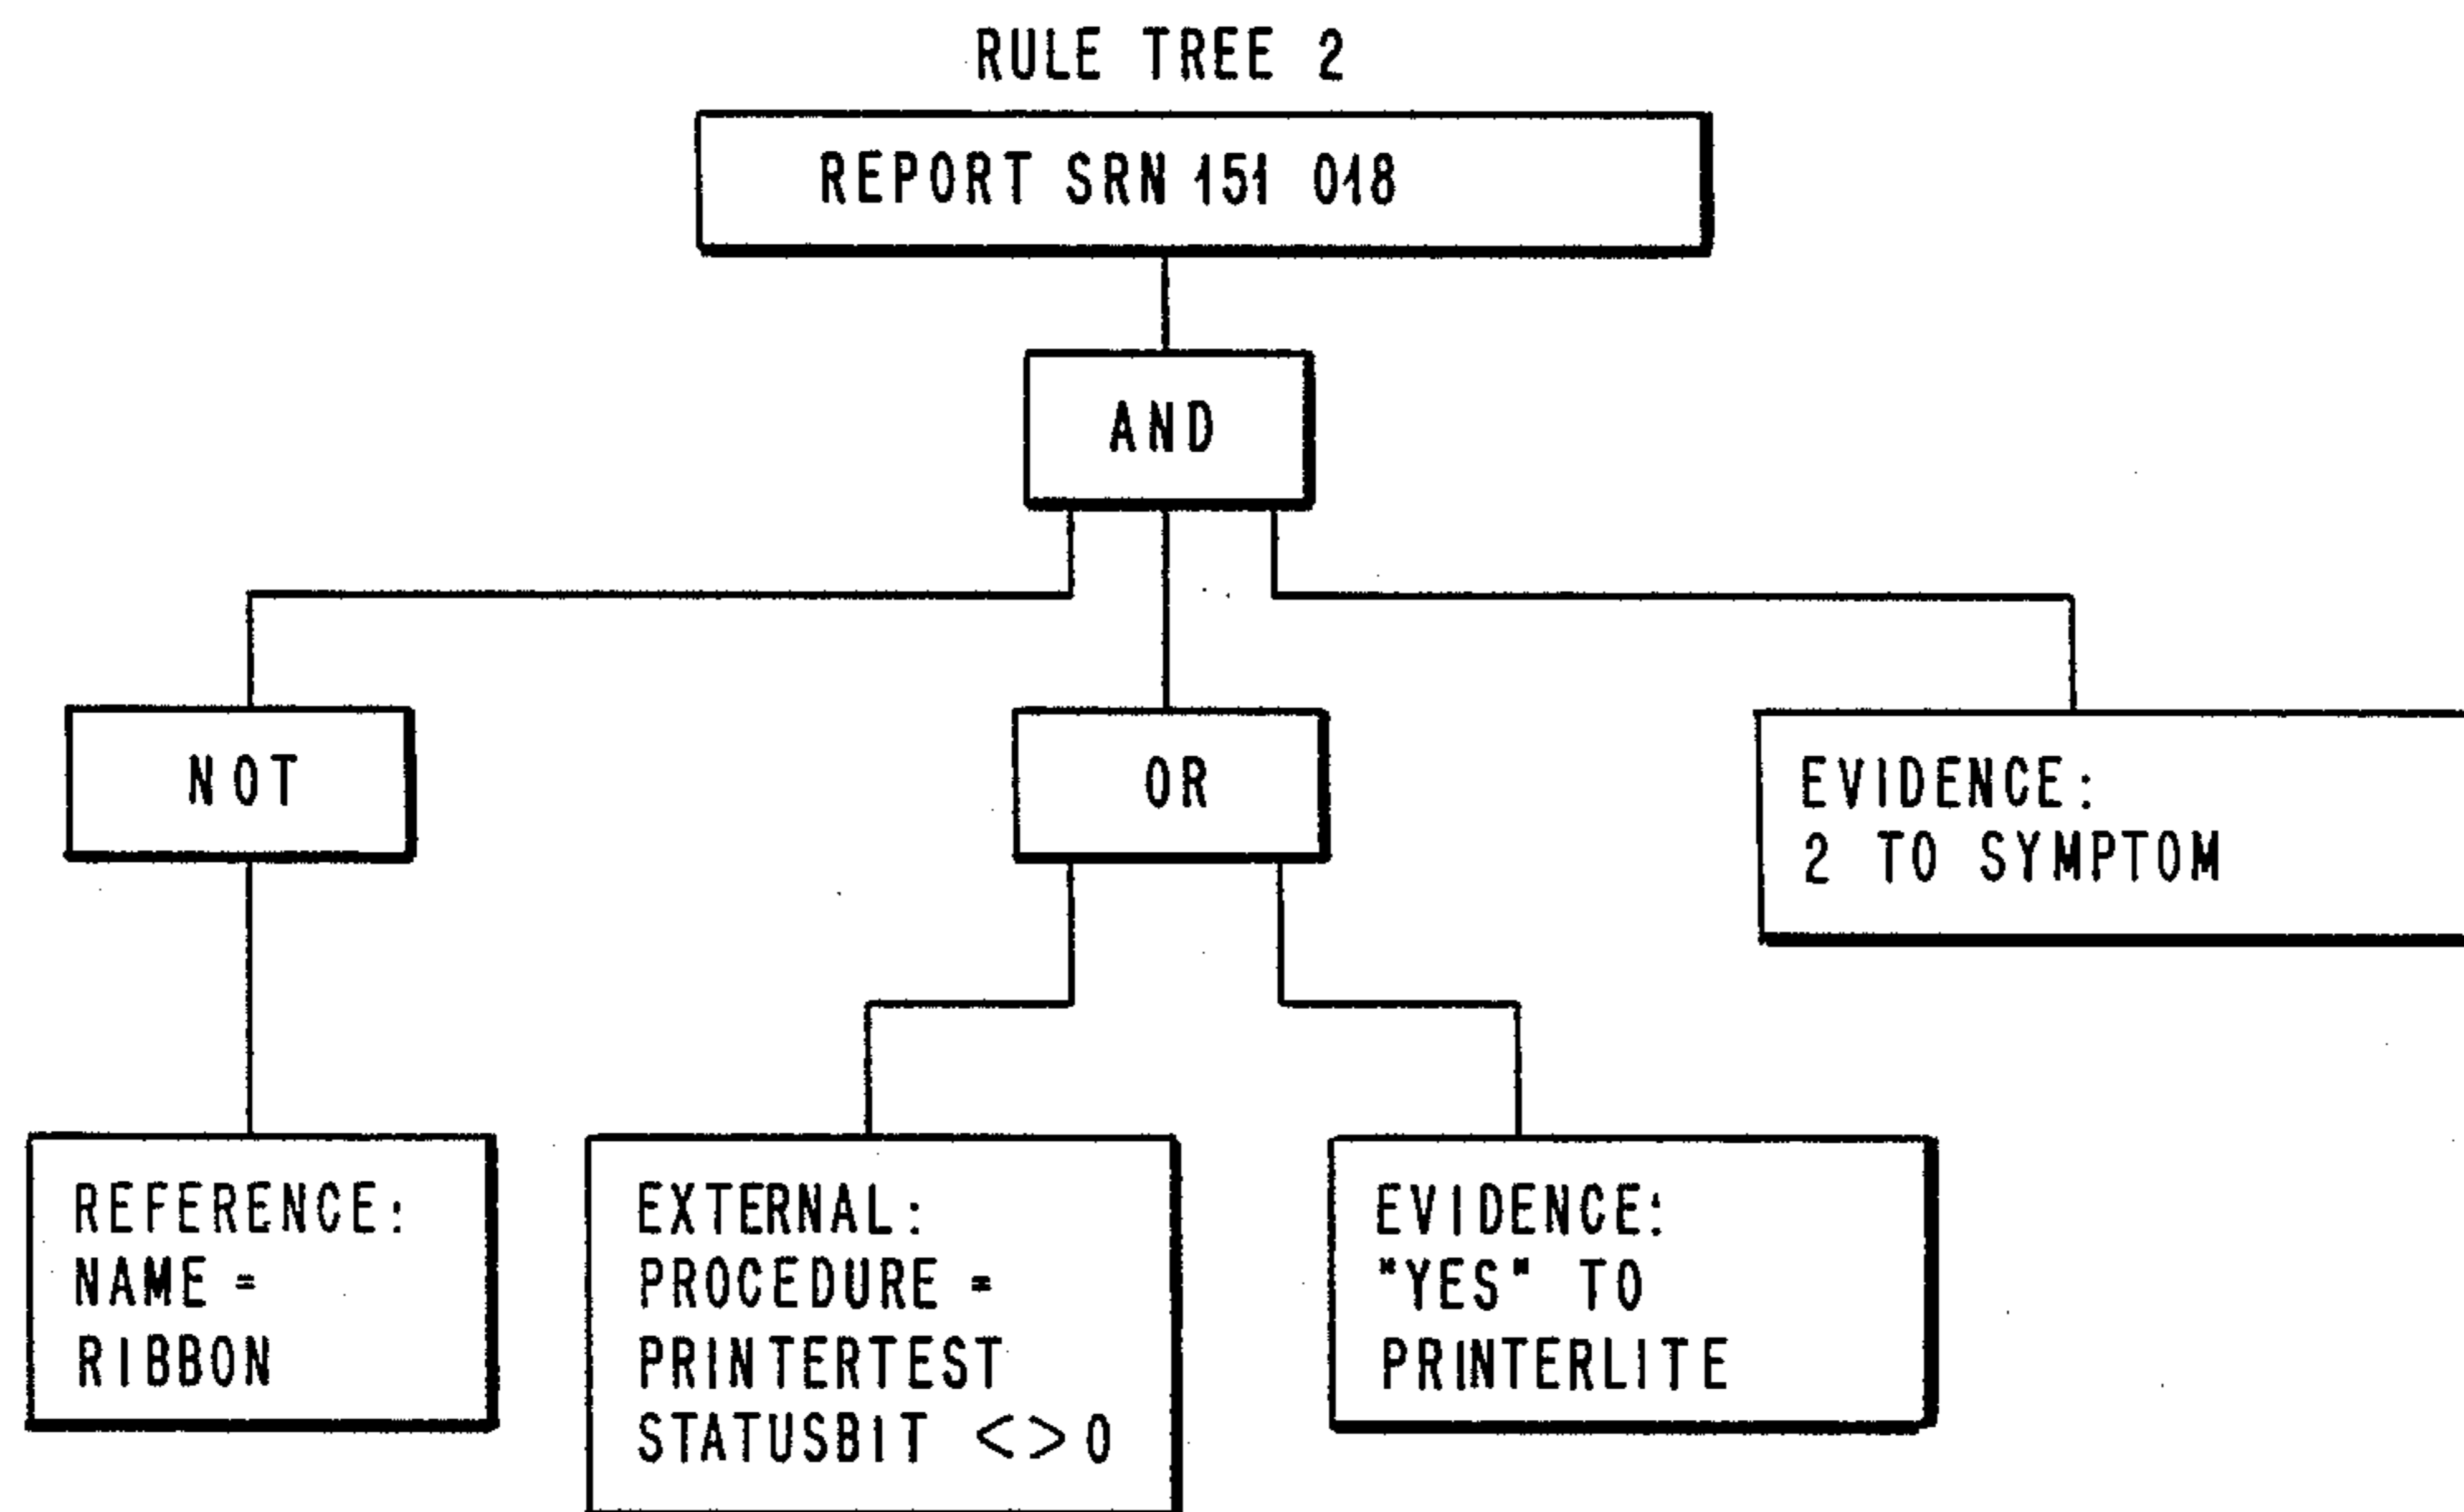 RULE TREE 2
REPORT SRN 151 018
AND
NOT
OR
EVIDENCE:
2 TO SYMPTOM
REFERENCE:
NAME =
RIBBON
EXTERNAL:
PROCEDURE =
PRINTERTEST
STATUSBIT <> 0
EVIDENCE:
"YES" TO
PRINTERLITE